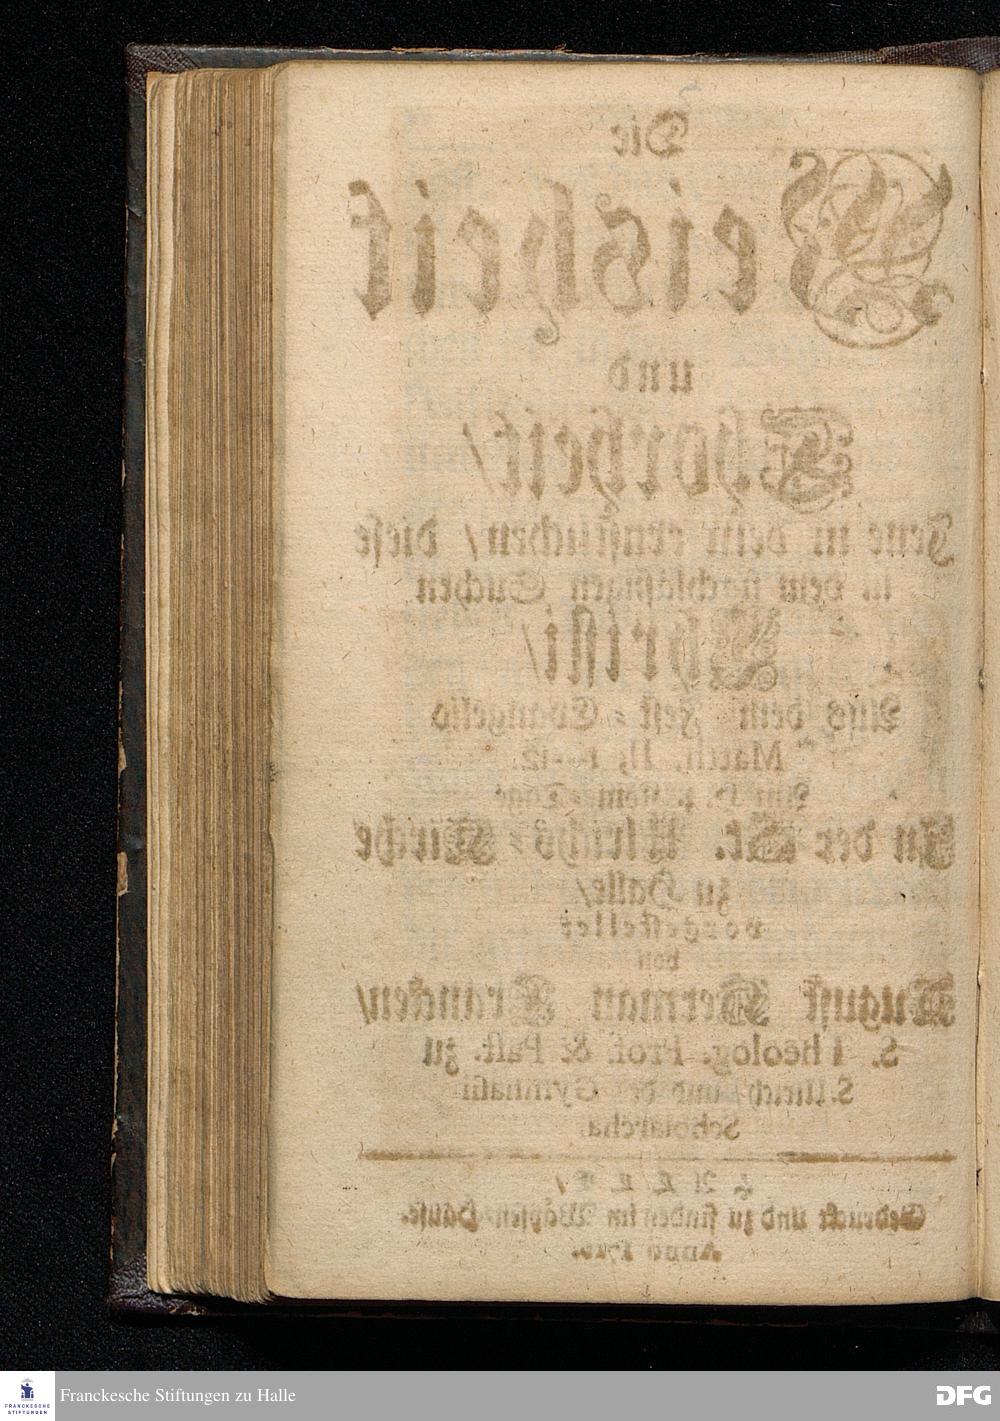 Die
Weisheit
und
Thorheit/
Jene in dem ernstlichen/ diese
in dem nachläßigen Suchen
Christi/
Aus dem Fest-Evangelio
Matth. II, 1--12.
Am H. 3. Tage
In der St. Ulrichs-Kirche
zu Halle/
vorgestellet
von
August Herman Francken/
S. Theolog. Prof. & Past. zu
S. Ulrich/ und des Gymnasii
Scholarcha.
HALLE/
Gedruckt und zu finden im Wäysen-Hause.
Anno
FRANCKESCHE
STIFTUNGEN
Franckesche Stiftungen zu Halle
DFG